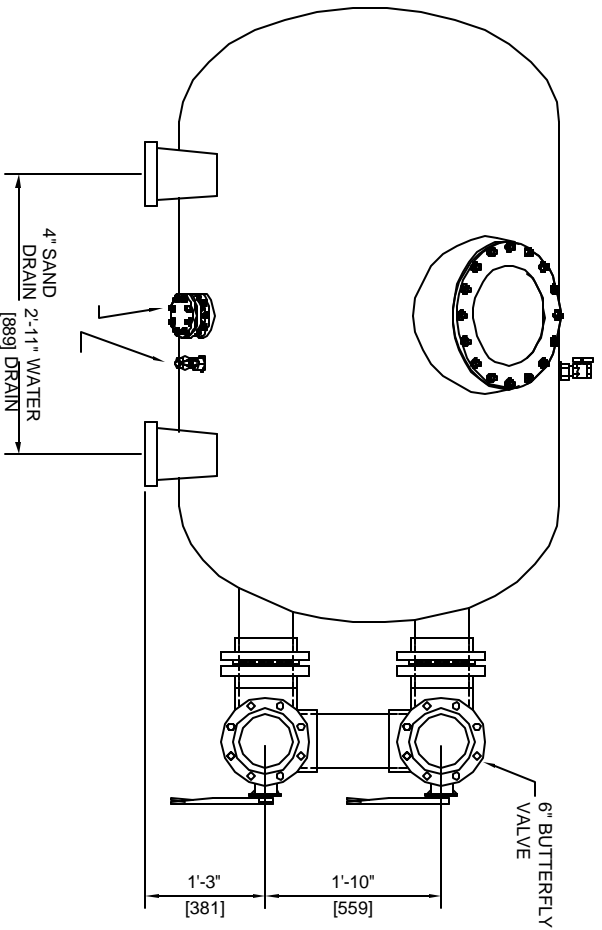 4" SAND
DRAIN
2'-11"
[889]
WATER
DRAIN
6" BUTTERFLY
VALVE
1'-3"
[381]
1'-10"
[559]